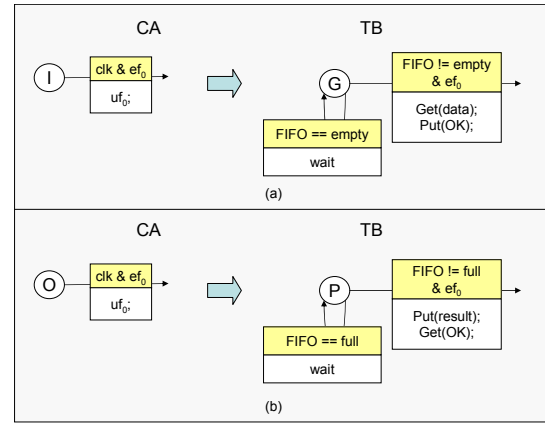 CA
TB
I
clk & ef0
uf0;
G
FIFO != empty
& ef0
Get(data);
Put(OK);
FIFO == empty
wait
(a)
CA
TB
O
clk & ef0
uf0;
P
FIFO != full
& ef0
Put(result);
Get(OK);
FIFO == full
wait
(b)